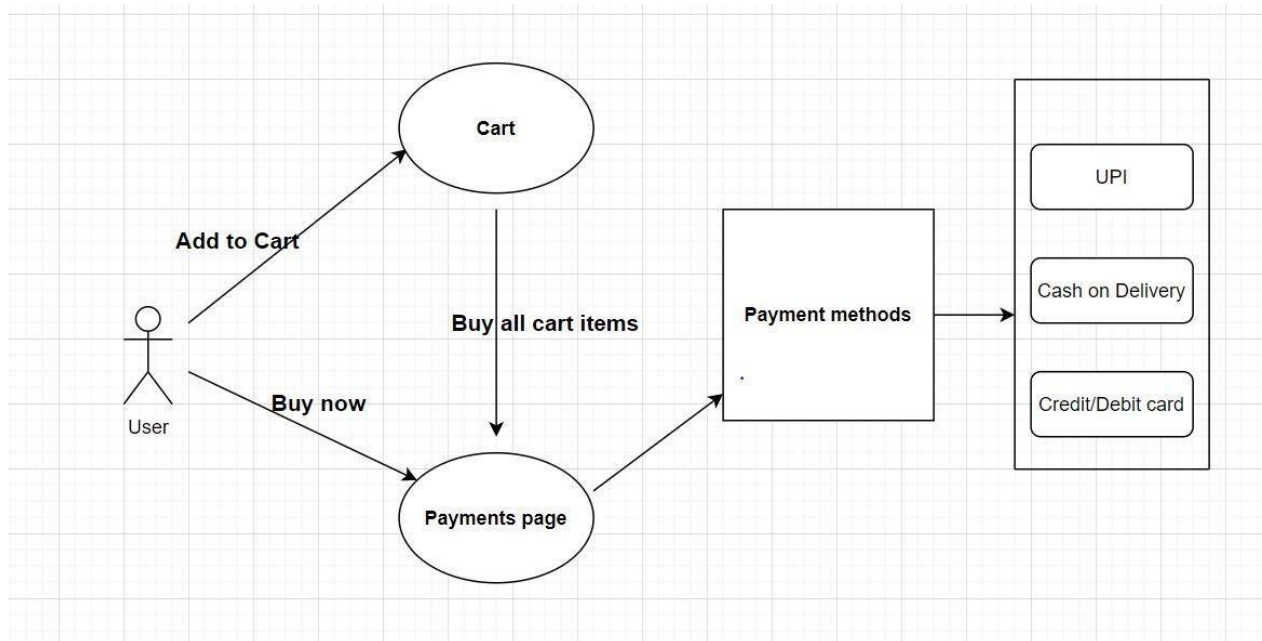 Cart
Add to Cart
UPI
Cash on Delivery
Buy all cart items
Payment methods
User
Buy now
Credit/Debit card
Payments page